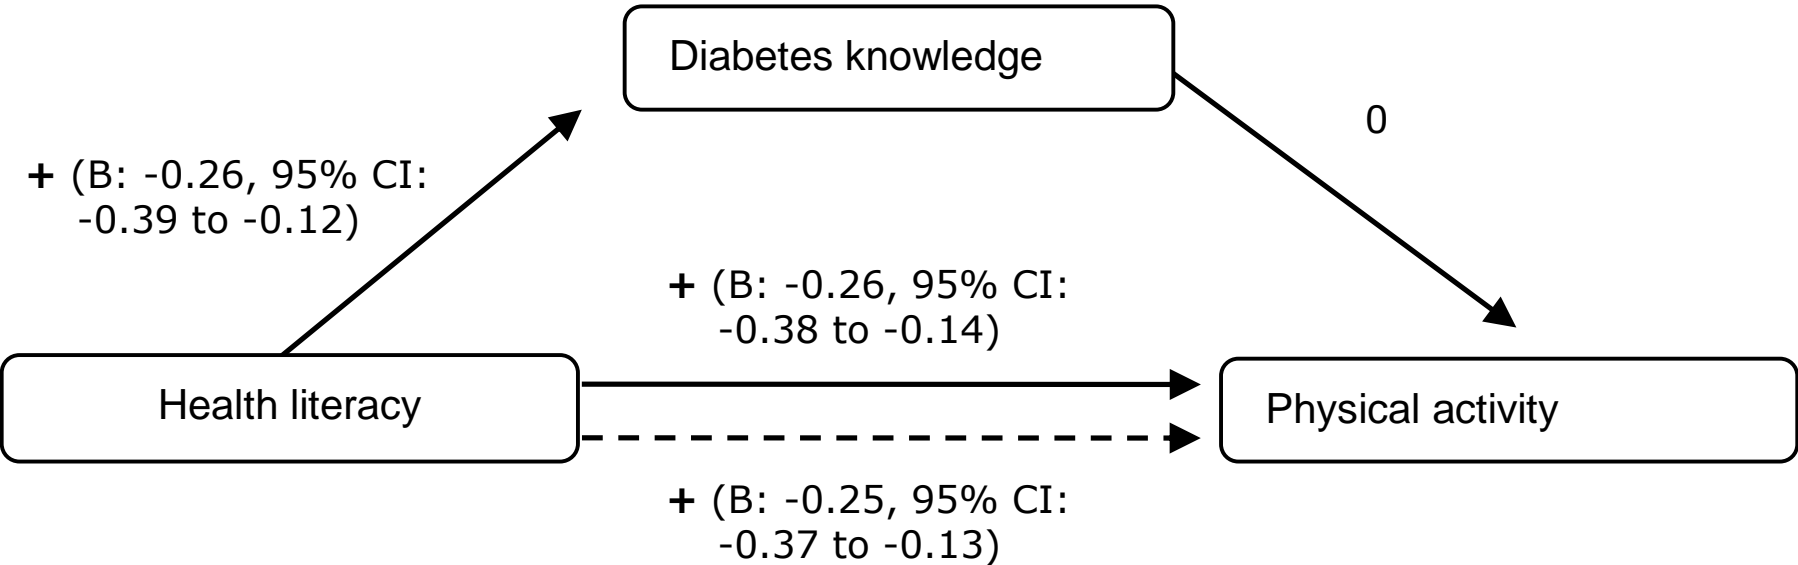 Diabetes knowledge
0
+ (B: -0.26, 95% CI:
-0.39 to -0.12)
+ (B: -0.26, 95% CI:
-0.38 to -0.14)
Health literacy
Physical activity
+ (B: -0.25, 95% CI:
-0.37 to -0.13)